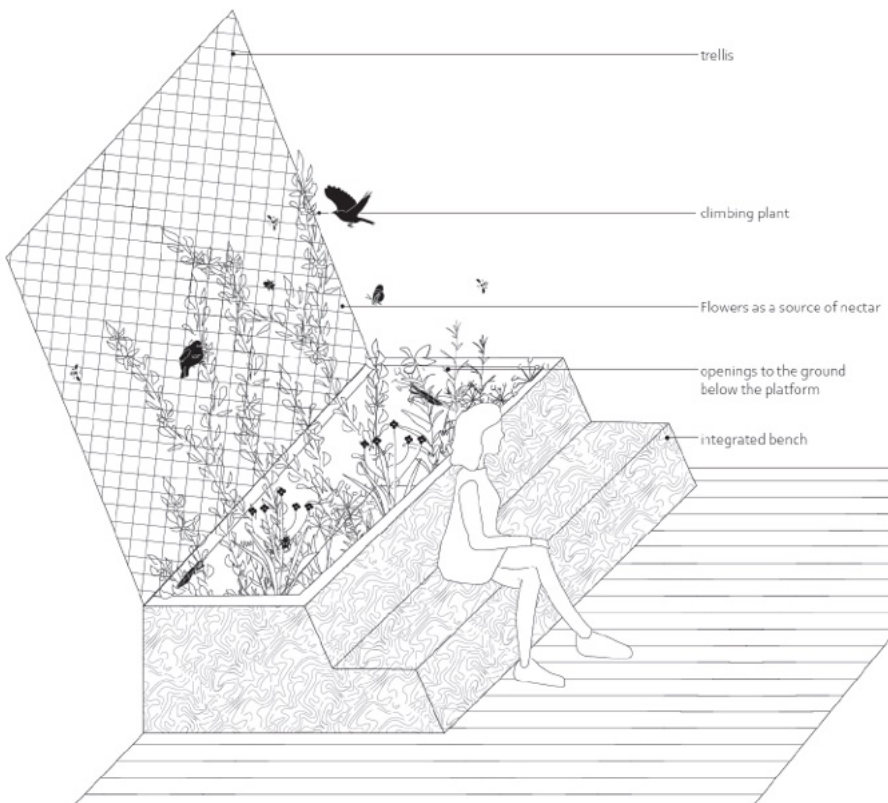 trellis
climbing plant
Flowers as a source of nectar
openings to the ground
below the platform
integrated bench